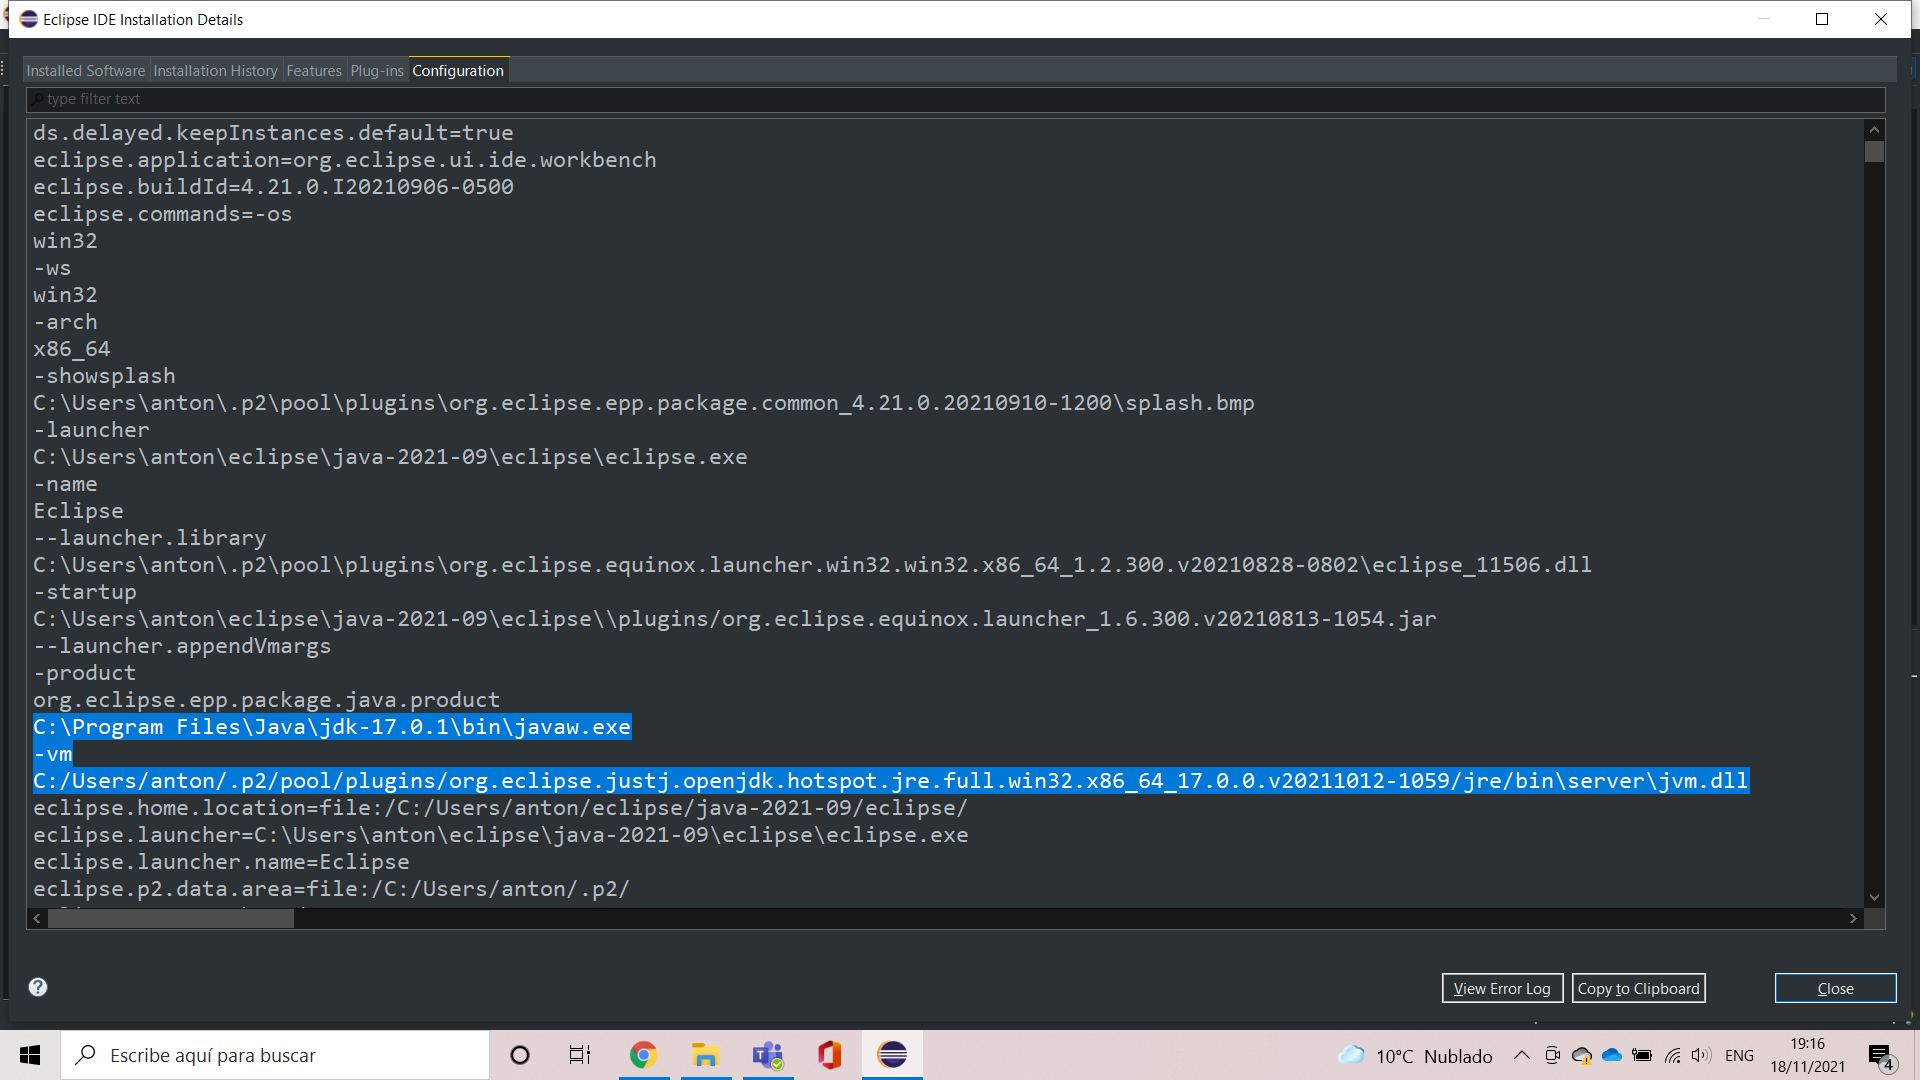 Eclipse IDE Installation Details
Installed Software Installation History Features Plug-ins Configuration
type filter text
ds.delayed.keepInstances.default=true
eclipse.application=org.eclipse.ui.ide.workbench
eclipse.buildId=4.21.0.I20210906-0500
eclipse.commands=-os
win32
-ws
win32
-arch
x86_64
-showsplash
C:\Users\anton\.p2\pool\plugins\org.eclipse.epp.package.common_4.21.0.20210910-1200\splash.bmp
-launcher
C:\Users\anton\eclipse\java-2021-09\eclipse\eclipse.exe
-name
Eclipse
--launcher.library
C:\Users\anton\.p2\pool\plugins\org.eclipse.equinox.launcher.win32.win32.x86_64_1.2.300.v20210828-0802\eclipse_11506.dll
-startup
C:\Users\anton\eclipse\java-2021-09\eclipse\\plugins/org.eclipse.equinox.launcher_1.6.300.v20210813-1054.jar
--launcher.appendVmargs
-product
org.eclipse.epp.package.java.product
C:\Program Files\Java\jdk-17.0.1\bin\javaw.exe
-vm
C:/Users/anton/.p2/pool/plugins/org.eclipse.justj.openjdk.hotspot.jre.full.win32.x86_64_17.0.0.v20211012-1059/jre/bin\server\jvm.dll
eclipse.home.location=file:/C:/Users/anton/eclipse/java-2021-09/eclipse/
eclipse.launcher=C:\Users\anton\eclipse\java-2021-09\eclipse\eclipse.exe
eclipse.launcher.name=Eclipse
eclipse.p2.data.area=file:/C:/Users/anton/.p2/
View Error Log Copy to Clipboard Close
Escribe aquí para buscar
10°C Nublado
ENG
19:16
18/11/2021
4